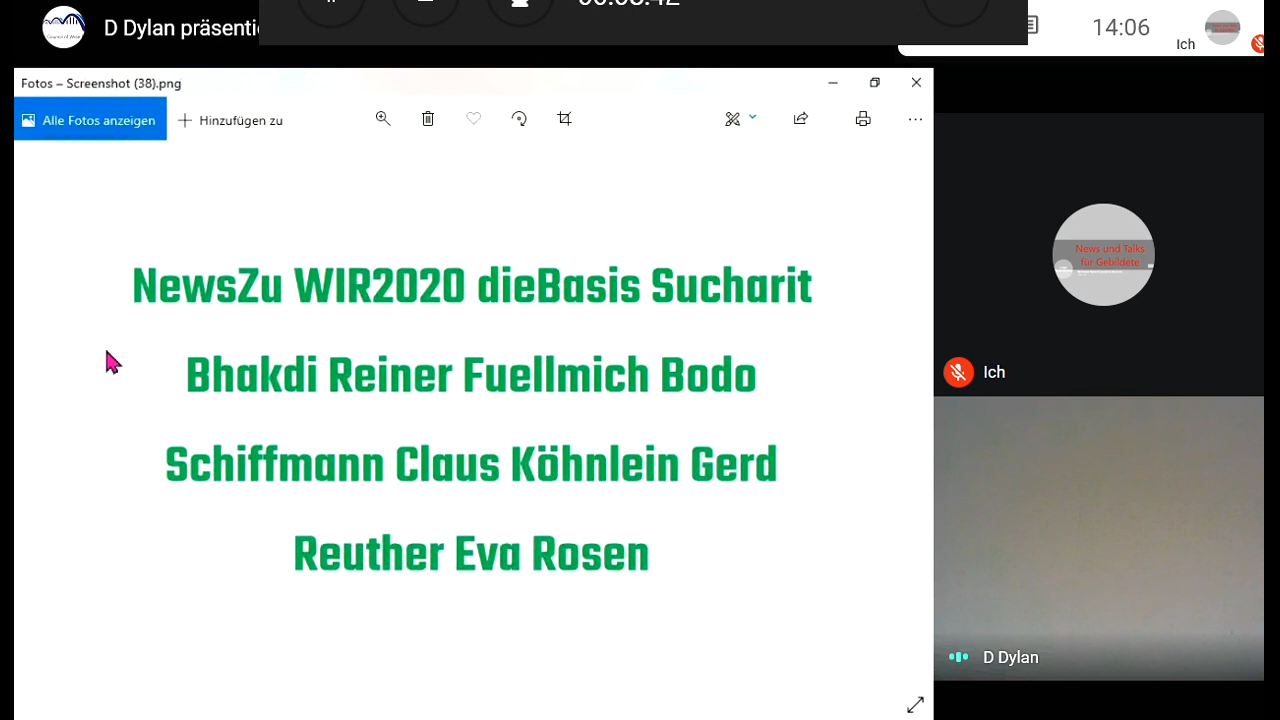 D Dylan präsenti
14:06
Ich
Fotos – Screenshot (38).png
Alle Fotos anzeigen
Hinzufügen zu
NewsZu WIR2020 dieBasis Sucharit
Bhakdi Reiner Fuellmich Bodo
Schiffmann Claus Köhnlein Gerd
Reuther Eva Rosen
News und Talks
für Gebildete
Ich
D Dylan